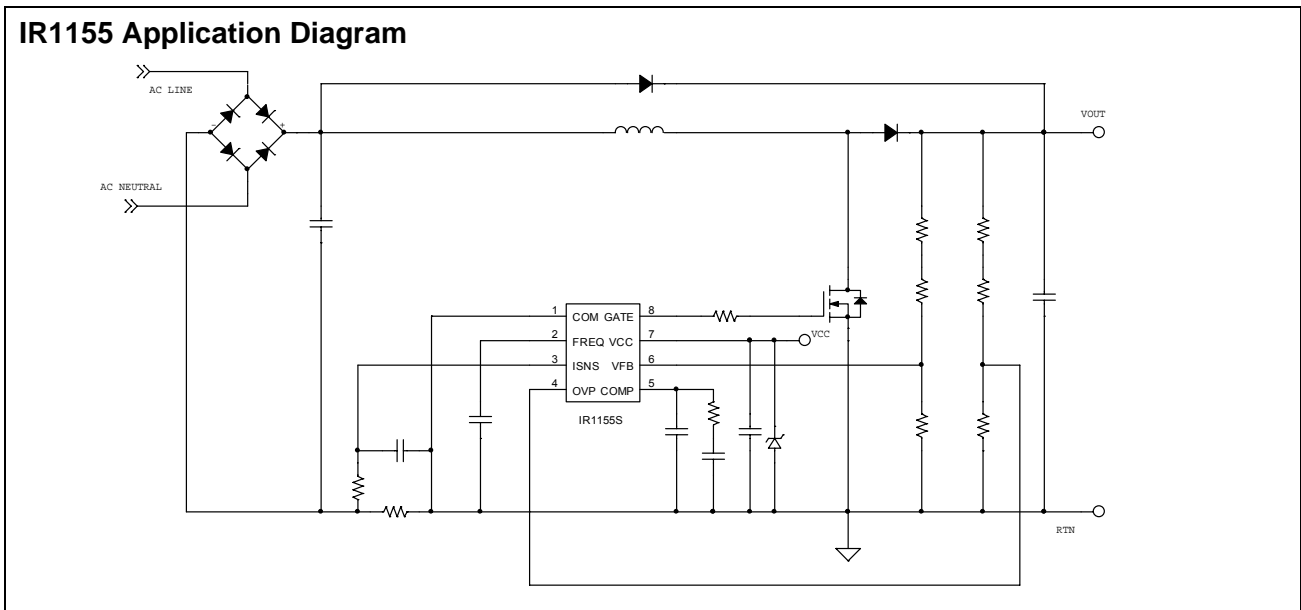 IR1155 Application Diagram
AC LINE
- +
VOUT
AC NEUTRAL
1 COM GATE 8
2 FREQ VCC 7
VCC
3 ISNS VFB 6
4 OVP COMP 5
IR1155S
RTN